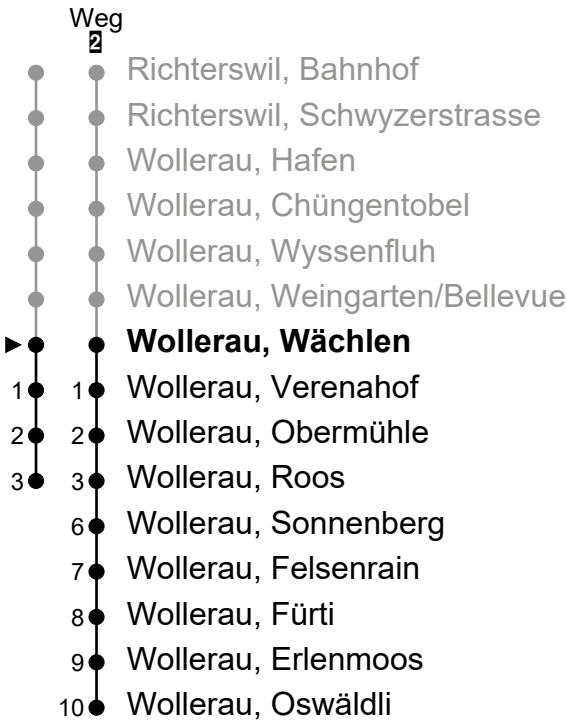 Weg
2
Richterswil, Bahnhof
Richterswil, Schwyzerstrasse
Wollerau, Hafen
Wollerau, Chüngentobel
Wollerau, Wyssenfluh
Wollerau, Weingarten/Bellevue
Wollerau, Wächlen
1 1 Wollerau, Verenahof
2 2 Wollerau, Obermühle
3 3 Wollerau, Roos
6 Wollerau, Sonnenberg
7 Wollerau, Felsenrain
8 Wollerau, Fürti
9 Wollerau, Erlenmoos
10 Wollerau, Oswäldli